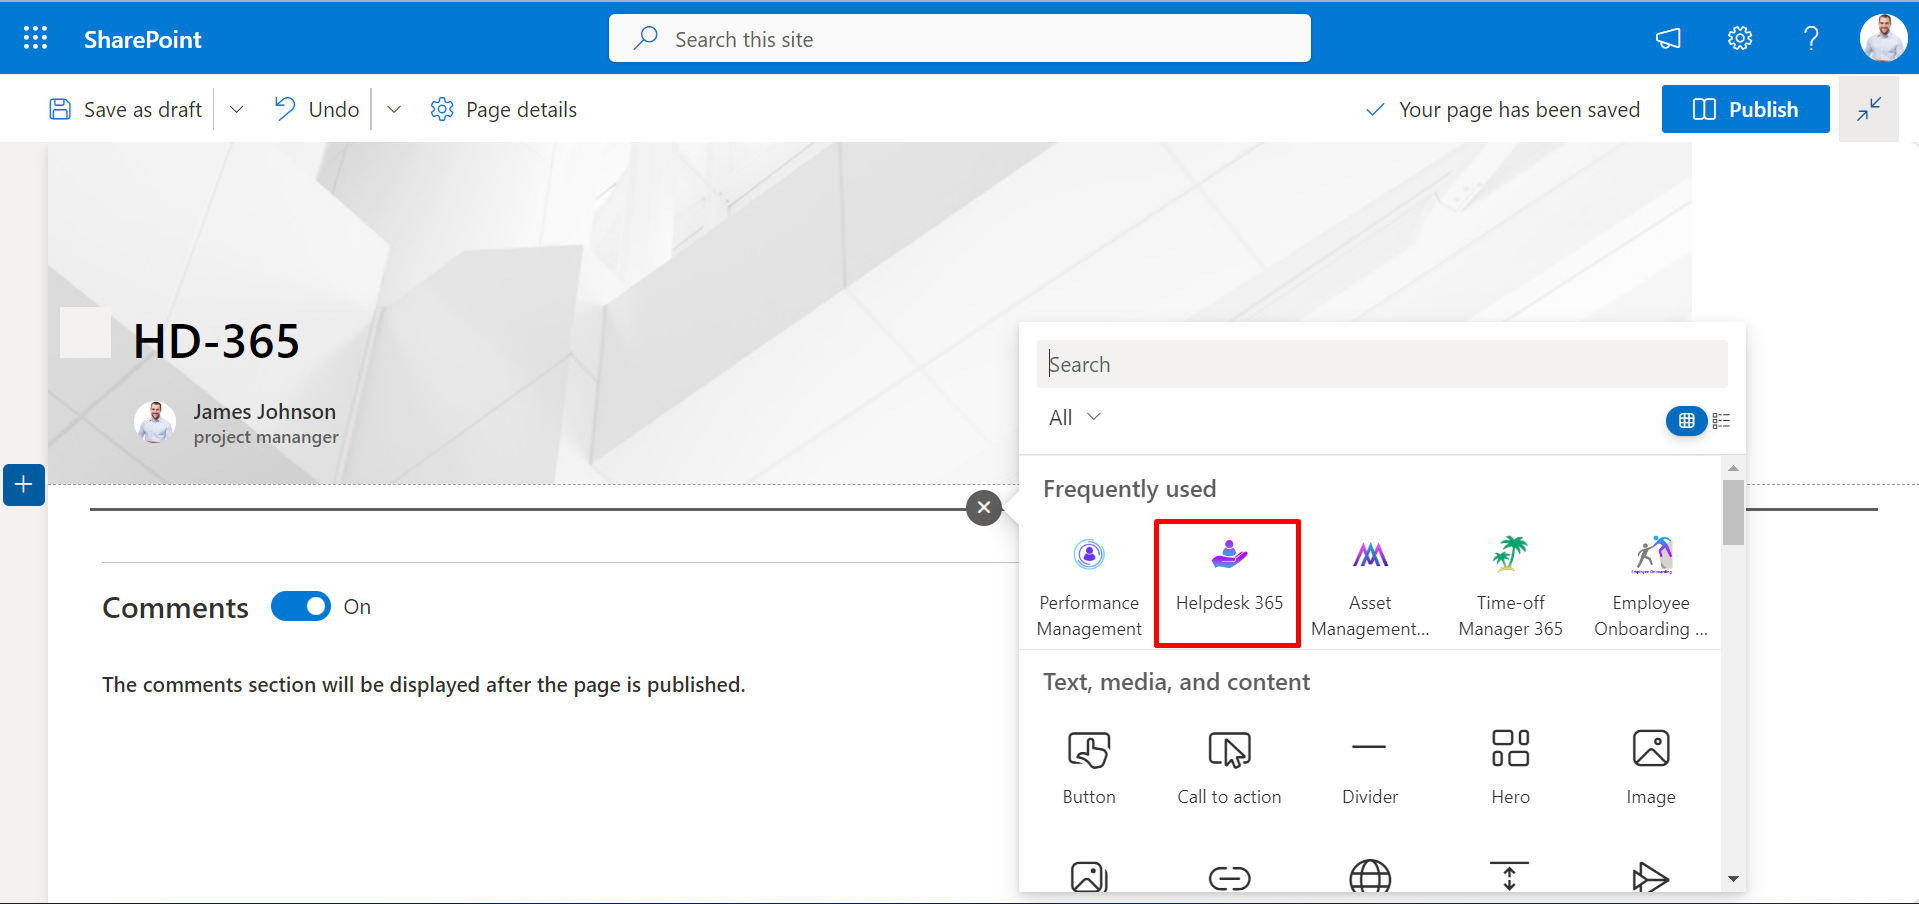 SharePoint
Search this site
Save as draft
Undo
Page details
Your page has been saved
Publish
HD-365
James Johnson
project mananger
Search
All
Frequently used
Performance Management
Helpdesk 365
Asset Management...
Time-off Manager 365
Employee Onboarding ...
Comments
On
The comments section will be displayed after the page is published.
Text, media, and content
Button
Call to action
Divider
Hero
Image